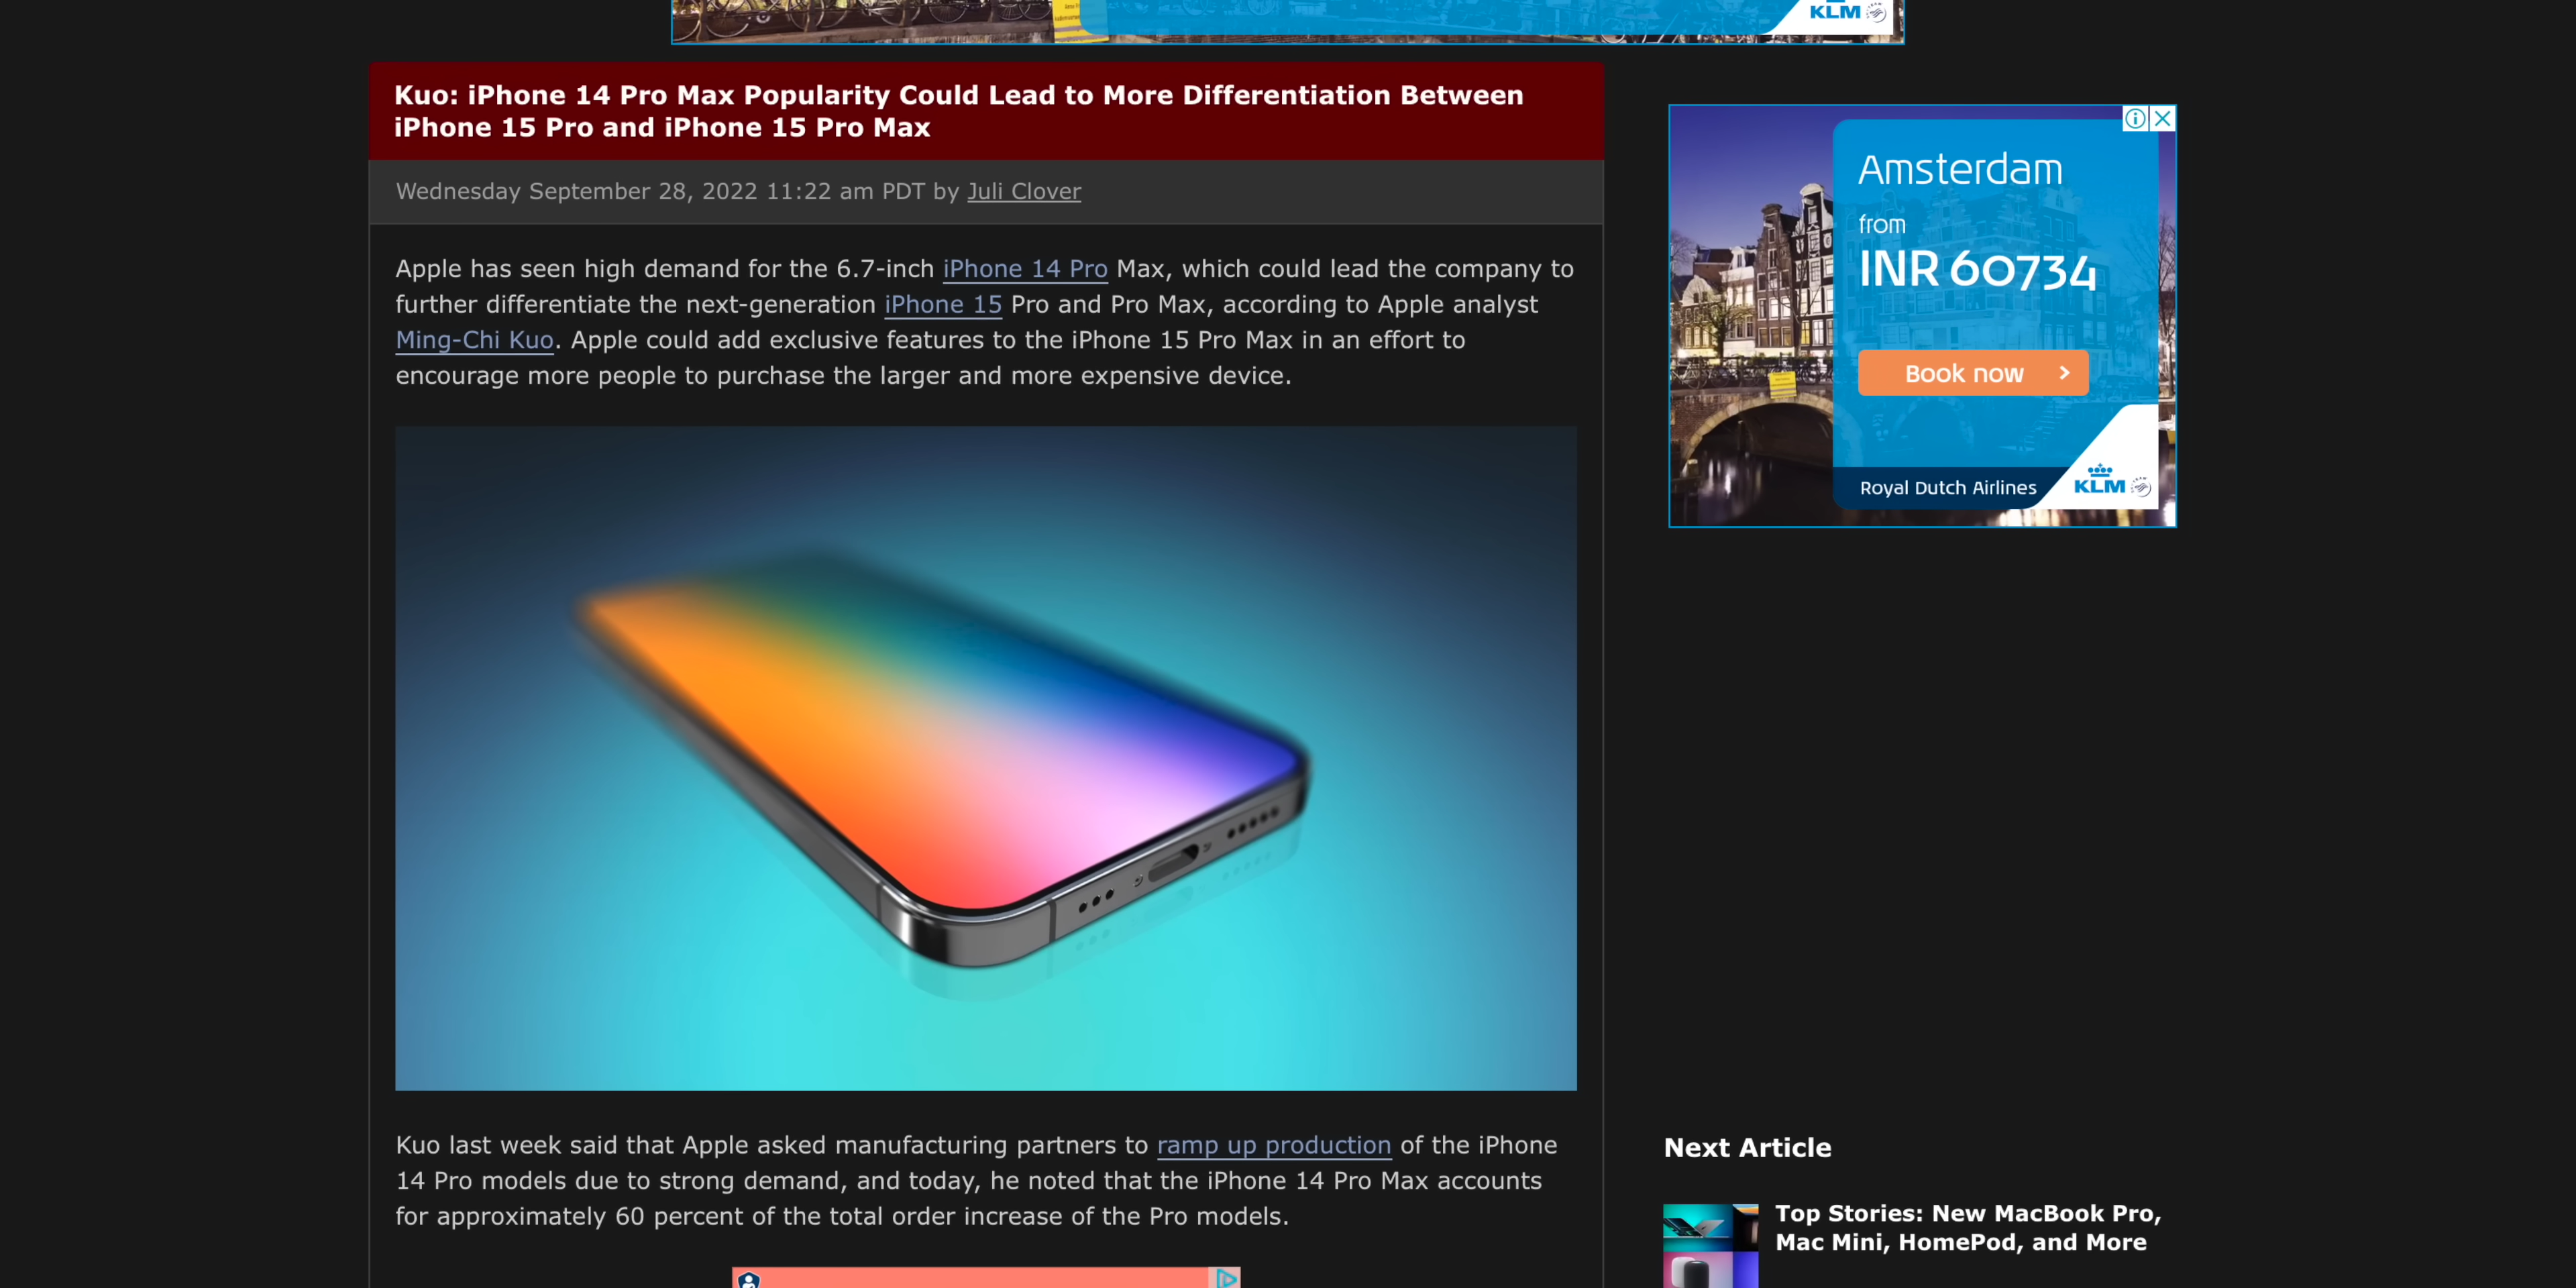 KLM
Kuo: iPhone 14 Pro Max Popularity Could Lead to More Differentiation Between
iPhone 15 Pro and iPhone 15 Pro Max
Wednesday September 28, 2022 11:22 am PDT by Juli Clover
Apple has seen high demand for the 6.7-inch iPhone 14 Pro Max, which could lead the company to
further differentiate the next-generation iPhone 15 Pro and Pro Max, according to Apple analyst
Ming-Chi Kuo. Apple could add exclusive features to the iPhone 15 Pro Max in an effort to
encourage more people to purchase the larger and more expensive device.
Kuo last week said that Apple asked manufacturing partners to ramp up production of the iPhone
14 Pro models due to strong demand, and today, he noted that the iPhone 14 Pro Max accounts
for approximately 60 percent of the total order increase of the Pro models.
Amsterdam
from
INR 60734
Book now
Royal Dutch Airlines
KLM
Next Article
Top Stories: New MacBook Pro,
Mac Mini, HomePod, and More